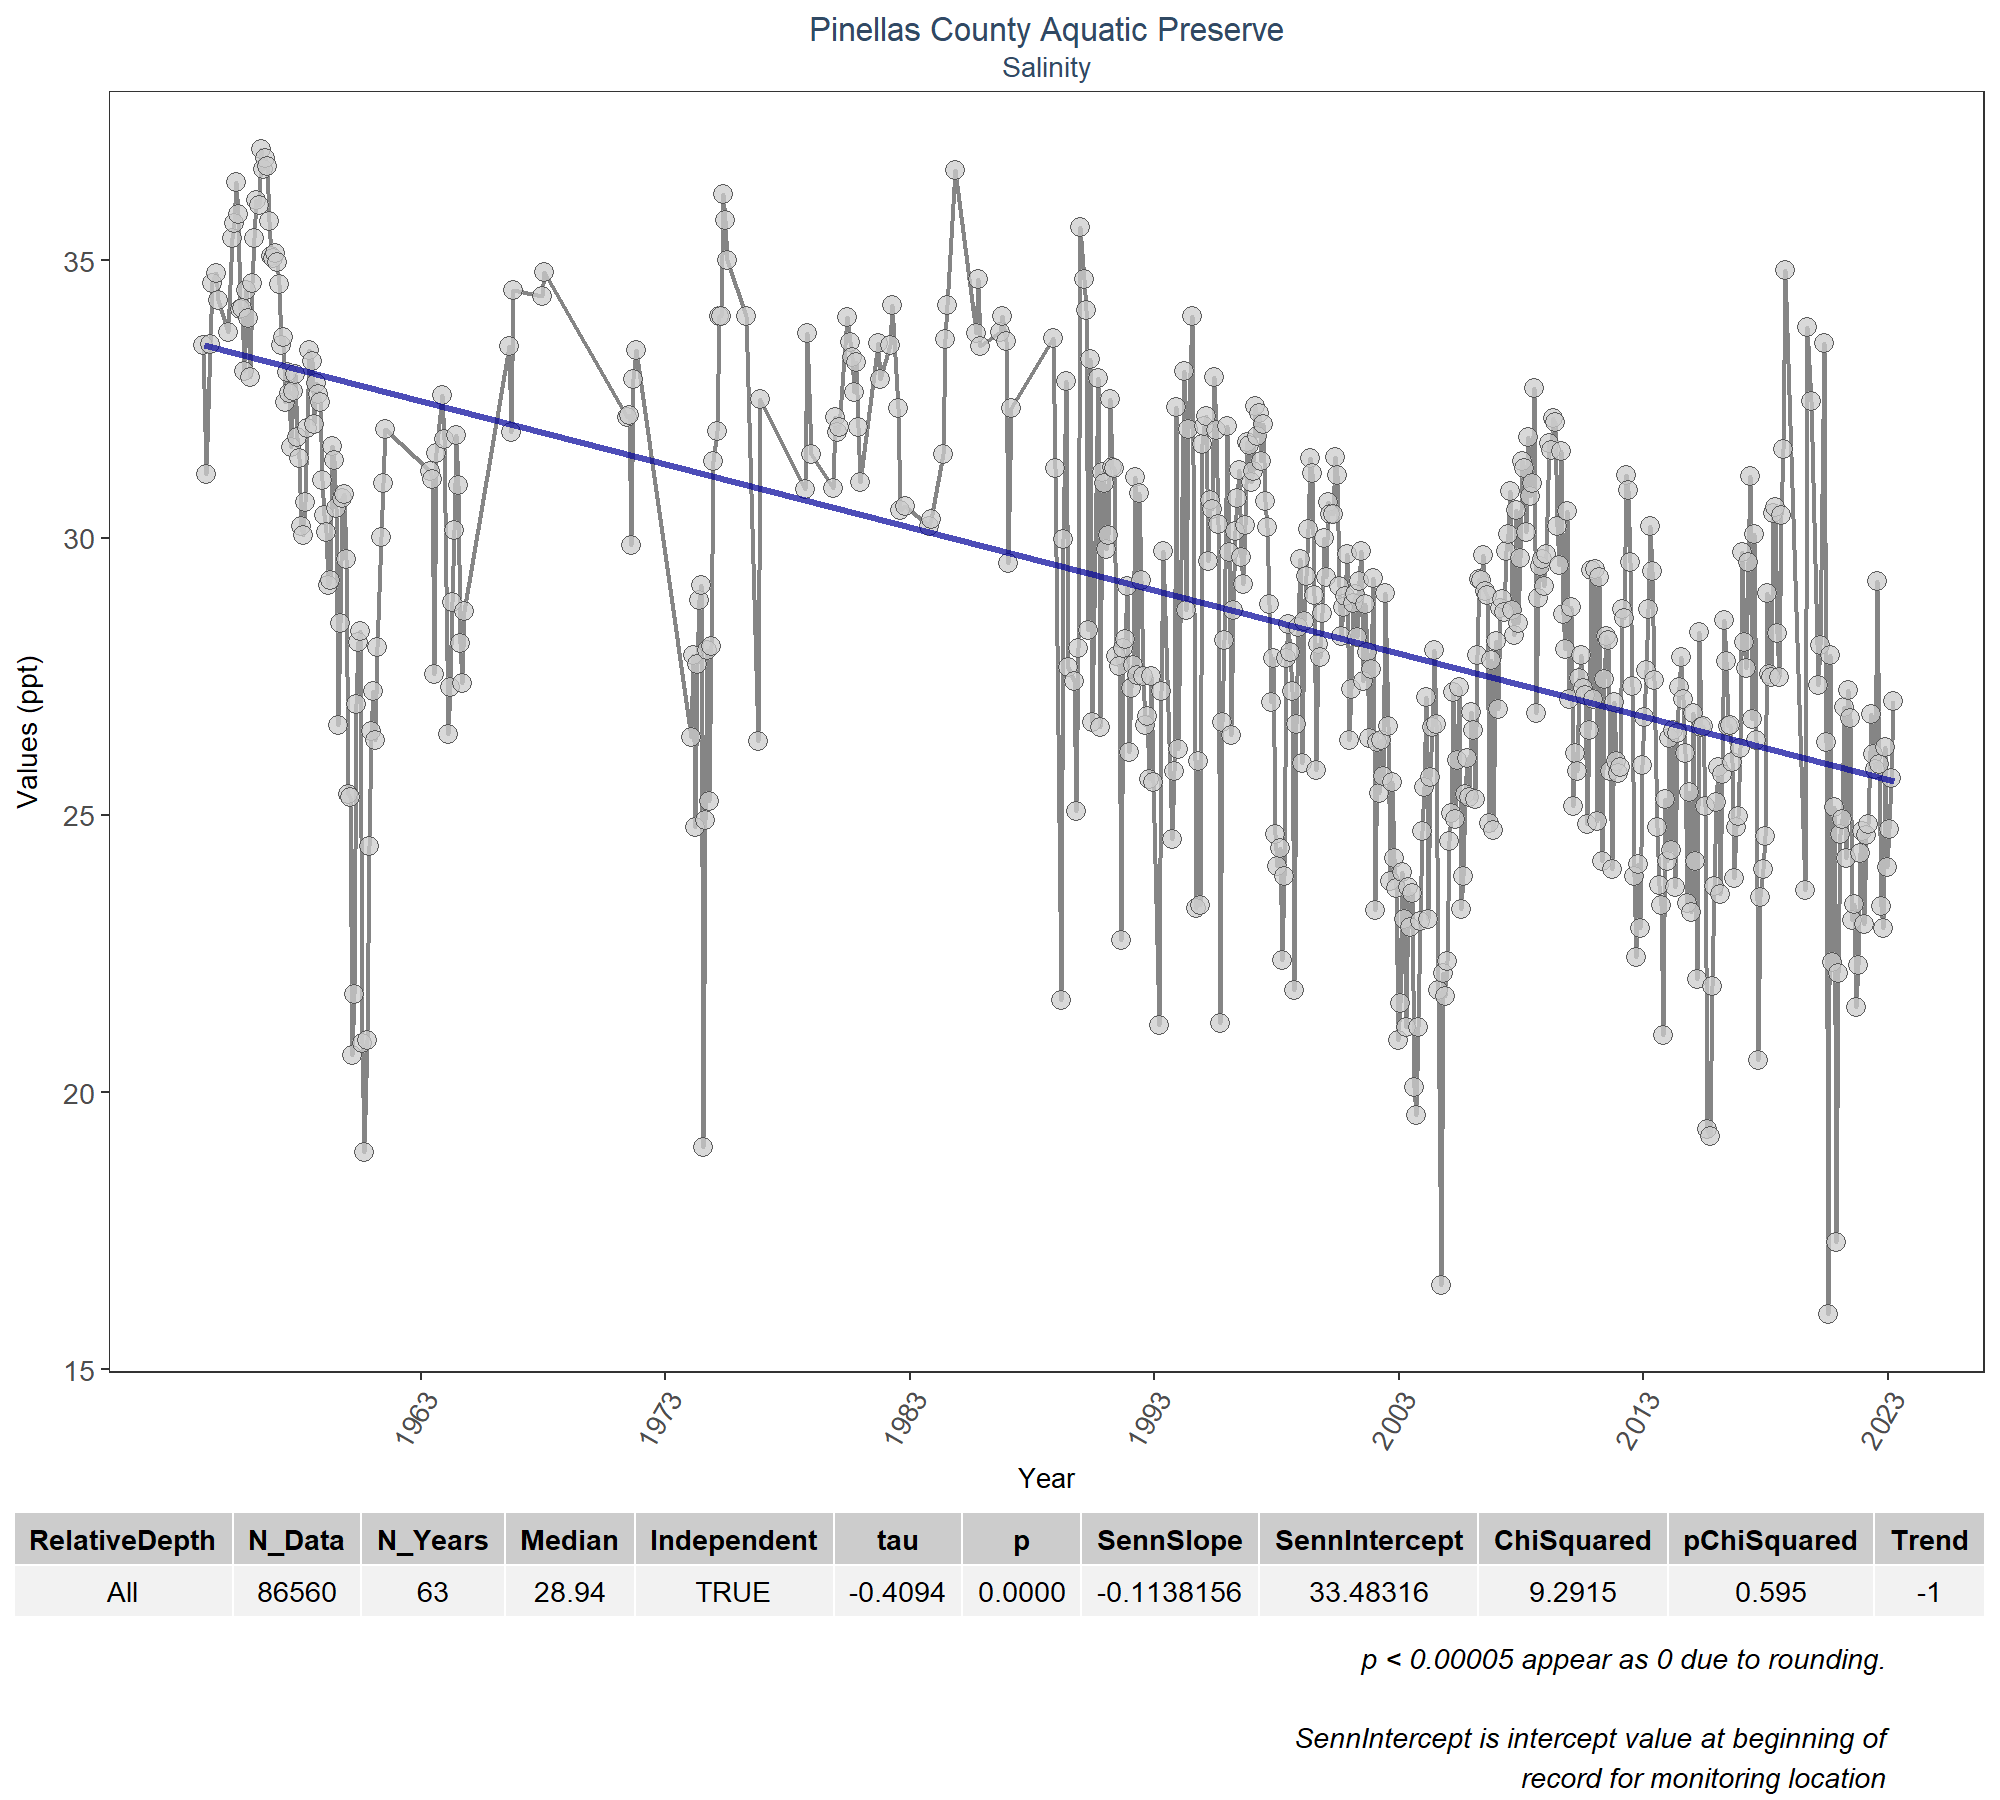 Pinellas County Aquatic Preserve
Salinity
35
30
25
20
15
Values (ppt)
1963 1973 1983 1993 2003 2013 2023
Year
RelativeDepth N_Data N_Years Median Independent tau p SennSlope SennIntercept ChiSquared pChiSquared Trend
All 86560 63 28.94 TRUE -0.4094 0.0000 -0.1138156 33.48316 9.2915 0.595 -1
p < 0.00005 appear as 0 due to rounding.
SennIntercept is intercept value at beginning of
record for monitoring location